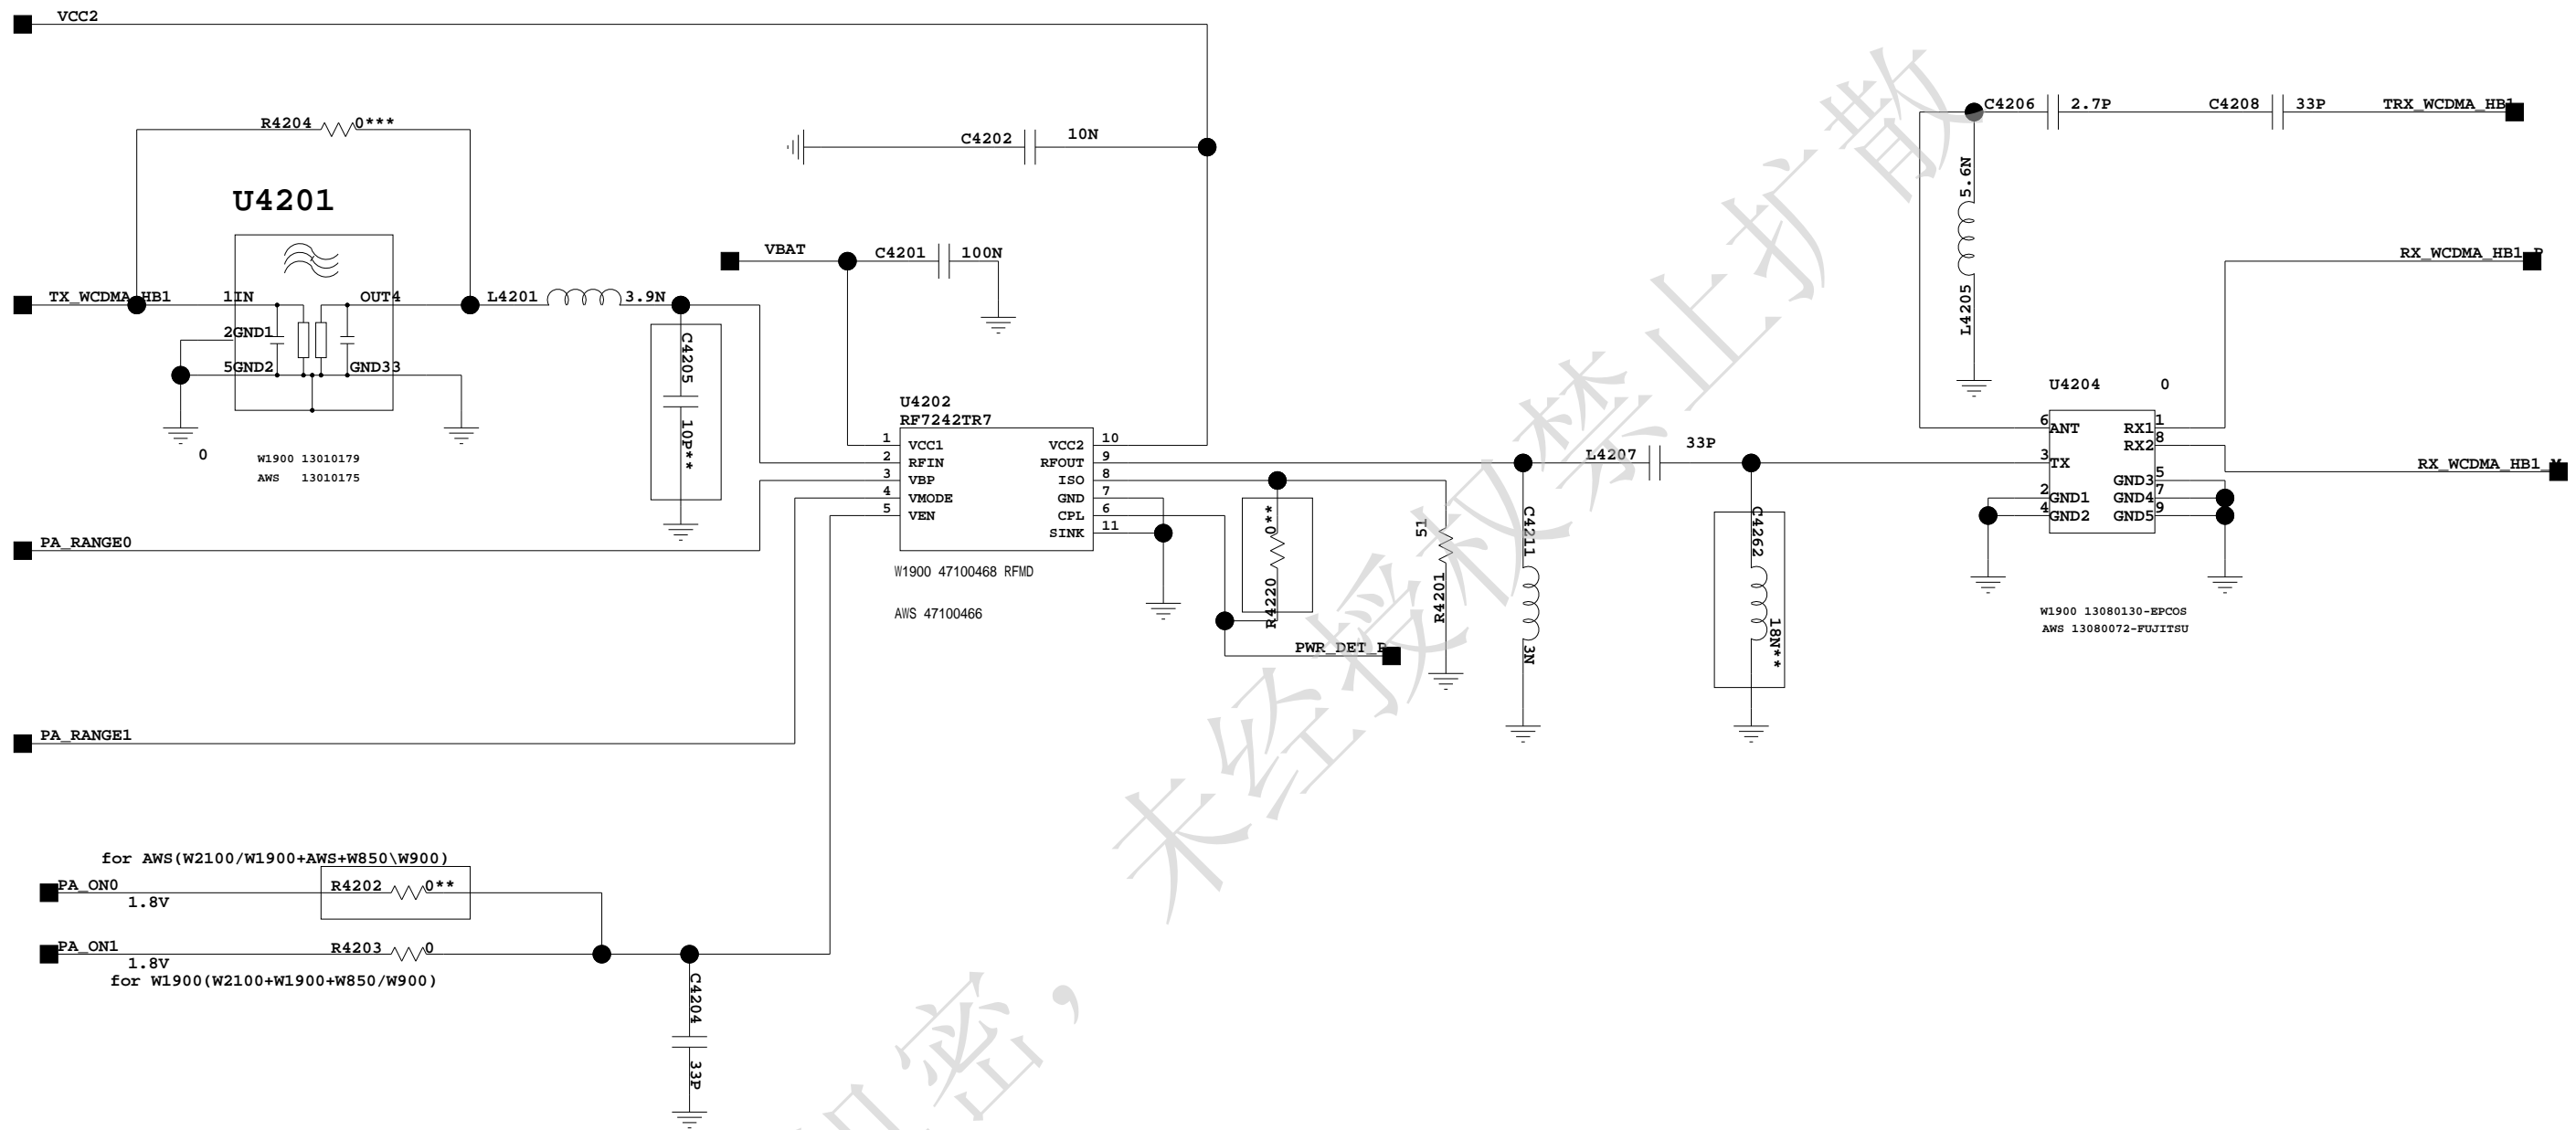 VCC2
R4204 0***
C4202 10N
U4201
VBAT
C4201 100N
TX_WCDMA_HB1
1IN
OUT4
2GND1
5GND2
GND33
0
W1900 13010179
AWS 13010175
L4201 3.9N
C4205
10P**
U4202
RF7242TR7
1 VCC1
2 RFIN
3 VBP
4 VMODE
5 VEN
VCC2 10
RFOUT 9
ISO 8
GND 7
CPL 6
SINK 11
W1900 47100468 RFMD
AWS 47100466
PA_RANGE0
PA_RANGE1
for AWS(W2100/W1900+AWS+W850\W900)
PA_ON0
1.8V
R4202 0**
PA_ON1
1.8V
R4203 0
for W1900(W2100+W1900+W850/W900)
C4204
33P
0**
R4220
PWR_DET_P
51
R4201
C4211
3N
L4207 33P
C4262
18N**
C4206 2.7P
C4208 33P
TRX_WCDMA_HB1
5.6N
L4205
RX_WCDMA_HB1_P
RX_WCDMA_HB1_M
U4204 0
6 ANT
3 TX
2 GND1
4 GND2
RX1 1
RX2 8
GND3 5
GND4 7
GND5 9
W1900 13080130-EPCOS
AWS 13080072-FUJITSU
密，未经授权禁止扩散